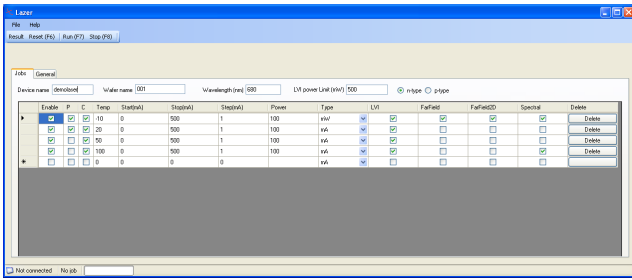 Lazer
File Help
Result Reset (F6) Run (F7) Stop (F8)
Jobs General
Device name demolaser Wafer name 001 Wavelength (nm) 680 LVI power Limit (mW) 500 n-type p-type
Enable P C Temp Start(mA) Stop(mA) Step(mA) Power Type LVI FarField FarField2D Spectral Delete
-10 0 500 1 100 mW Delete
20 0 500 1 100 mA Delete
50 0 500 1 100 mA Delete
100 0 500 1 100 mA Delete
0 0 0 0 mA
Not connected No job